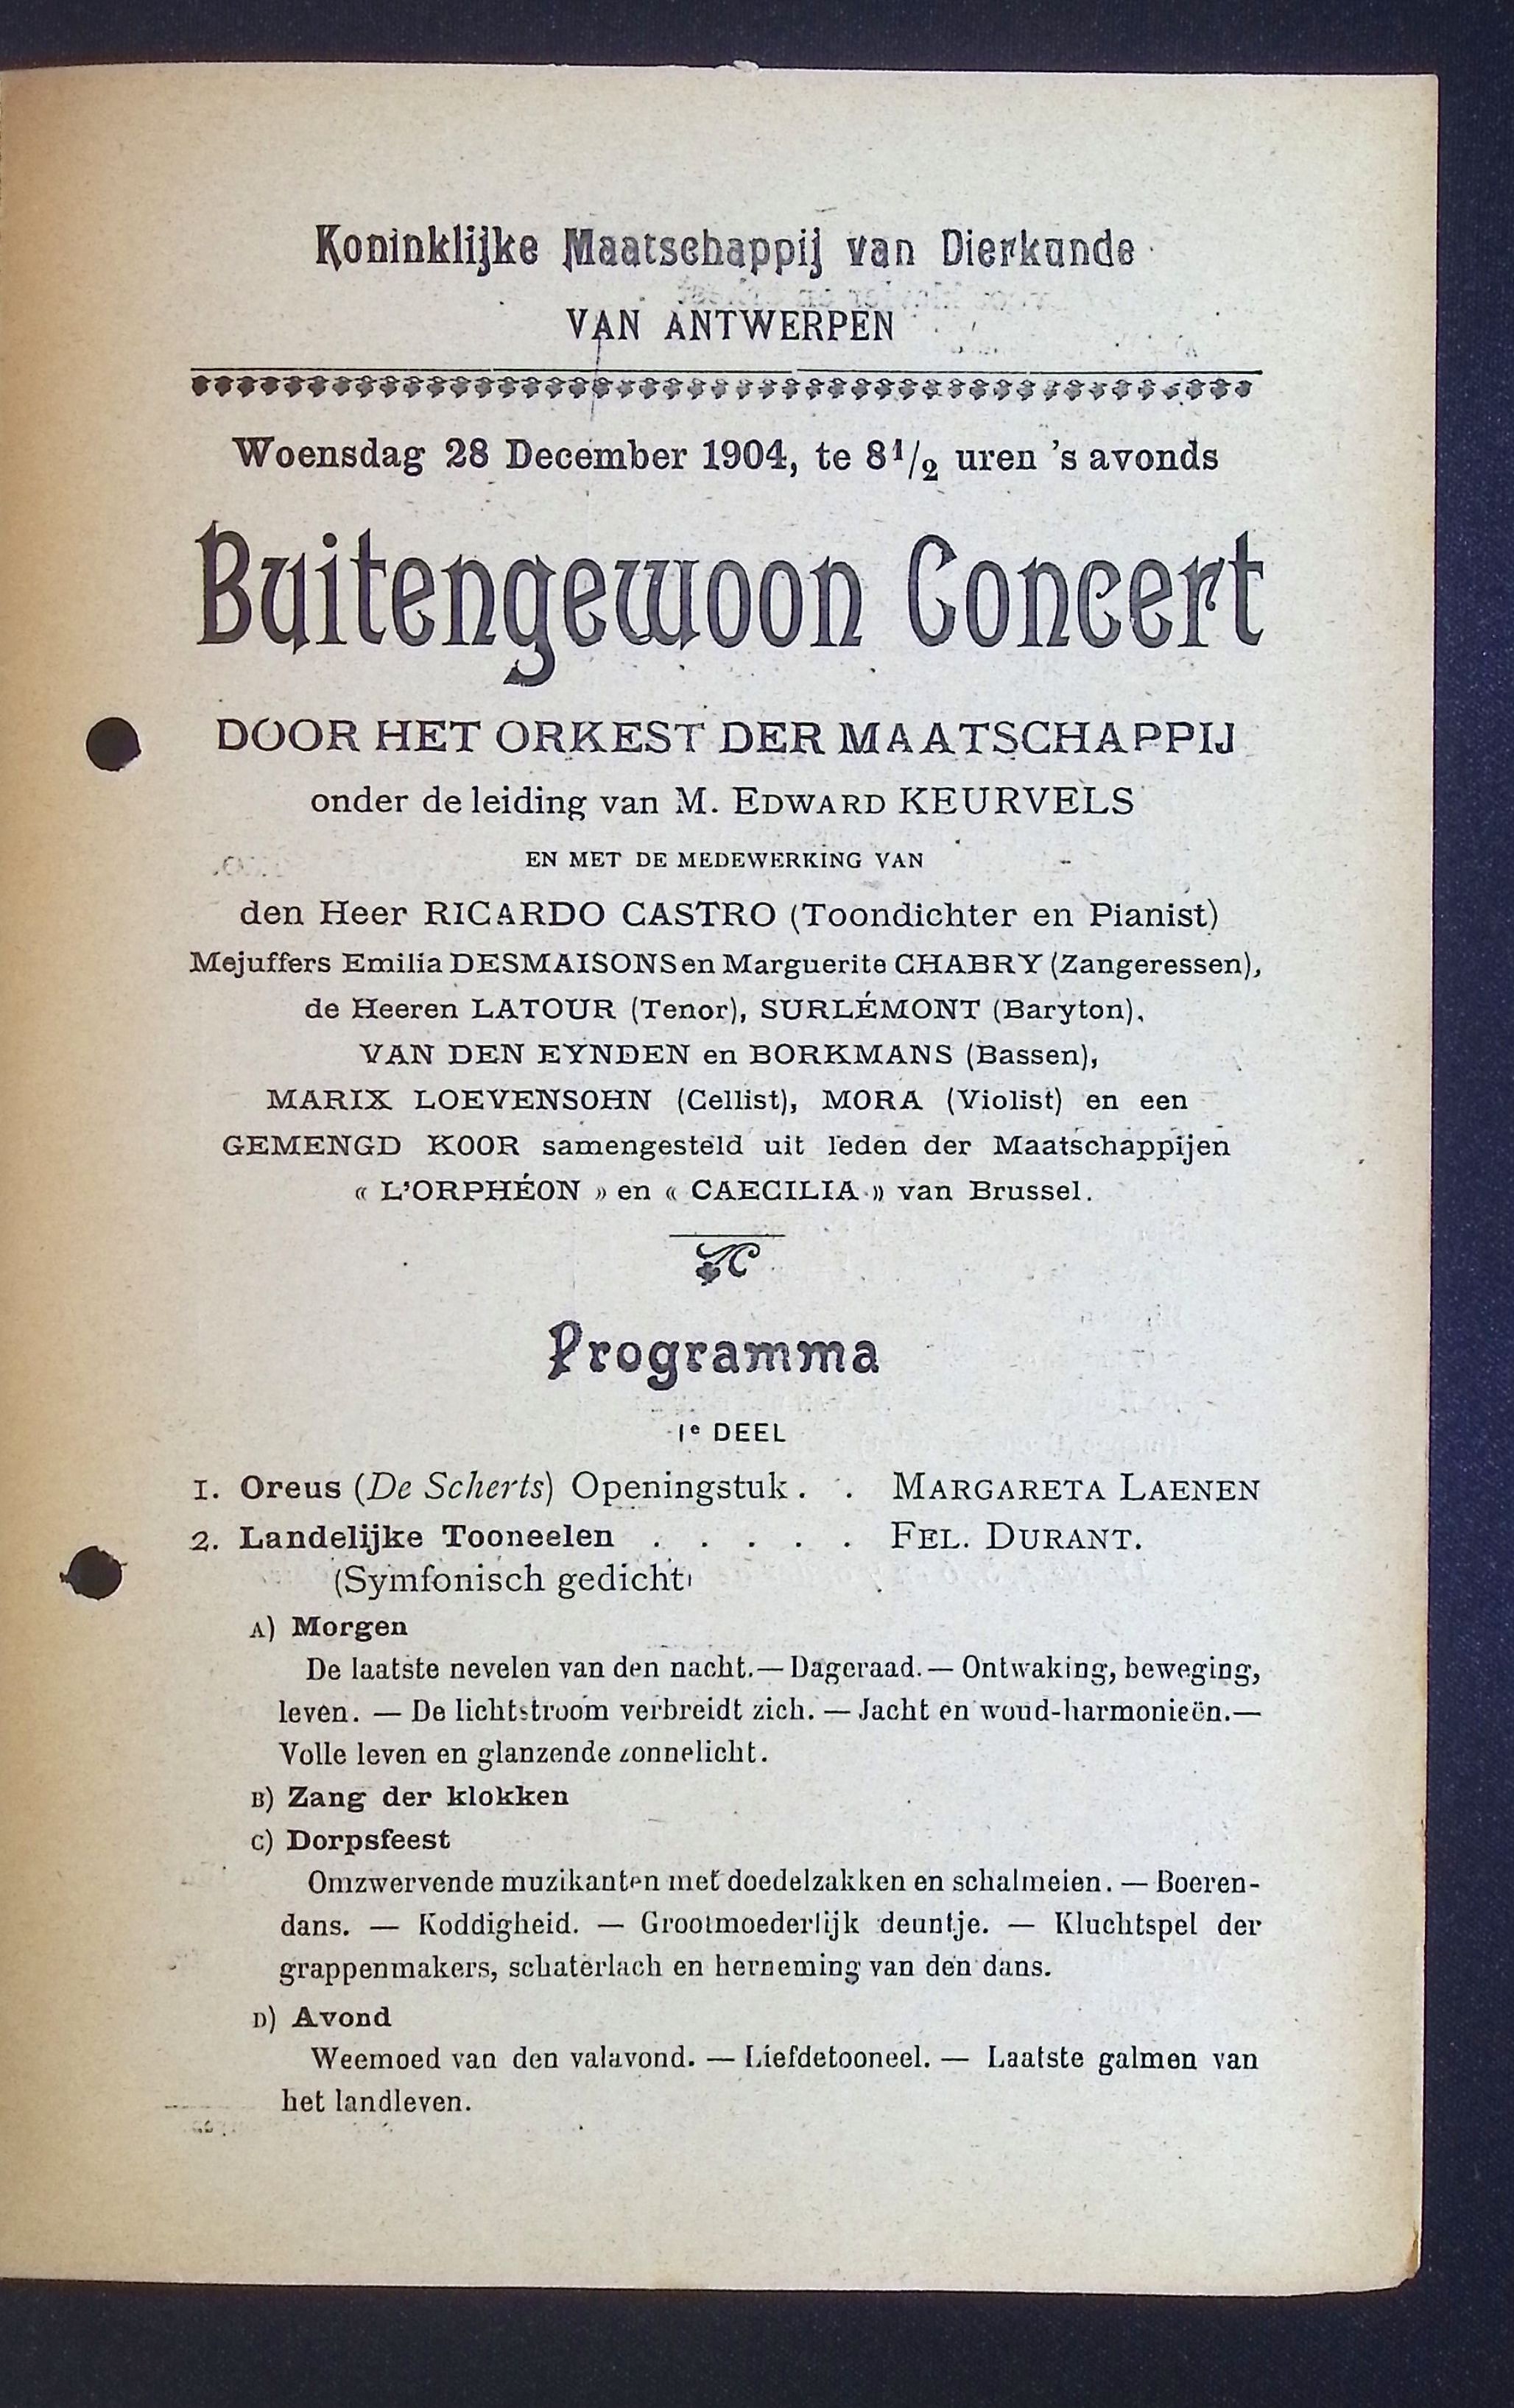 Koninklijke Maatschappij van Dierkunde
VAN ANTWERPEN
Woensdag 28 December 1904, te 8 1/2 uren 's avonds
Buitengewoon Concert
DOOR HET ORKEST DER MAATSCHAPPIJ
onder de leiding van M. EDWARD KEURVELS
EN MET DE MEDEWERKING VAN
den Heer RICARDO CASTRO (Toondichter en Pianist)
Mejuffers Emilia DESMAISONS en Marguerite CHABRY (Zangeressen),
de Heeren LATOUR (Tenor), SURLÉMONT (Baryton),
VAN DEN EYNDEN en BORKMANS (Bassen),
MARIX LOEVENSOHN (Cellist), MORA (Violist) en een
GEMENGD KOOR samengesteld uit leden der Maatschappijen
« L'ORPHÉON » en « CAECILIA » van Brussel.
Programma
1e DEEL
1. Oreus (De Scherts) Openingstuk . . MARGARETA LAENEN
2. Landelijke Tooneelen . . . . . FEL. DURANT.
(Symfonisch gedicht)
A) Morgen
De laatste nevelen van den nacht. — Dageraad. — Ontwaking, beweging,
leven. — De lichtstroom verbreidt zich. — Jacht en woud-harmonieën. —
Volle leven en glanzende zonnelicht.
B) Zang der klokken
C) Dorpsfeest
Omzwervende muzikanten met doedelzakken en schalmeien. — Boeren-
dans. — Koddigheid. — Grootmoederlijk deuntje. — Kluchtspel der
grappenmakers, schaterlach en herneming van den dans.
D) Avond
Weemoed van den valavond. — Liefdetooneel. — Laatste galmen van
het landleven.